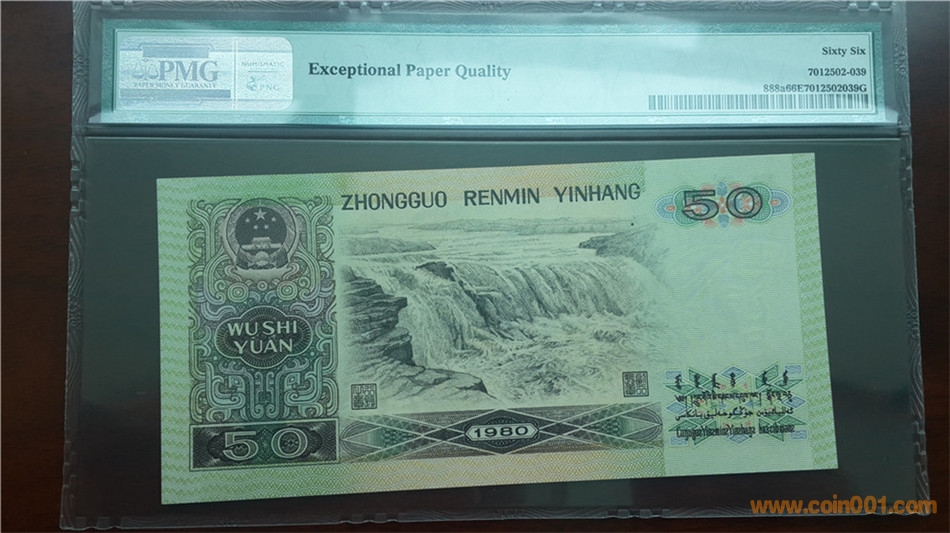 PMG
PAPER MONEY GUARANTY
NUMISMATIC
PNG
Exceptional Paper Quality
Sixty Six
7012502-039
888a66E7012502039G
ZHONGGUO RENMIN YINHANG
50
WU SHI
YUAN
50
1980
www.coin001.com